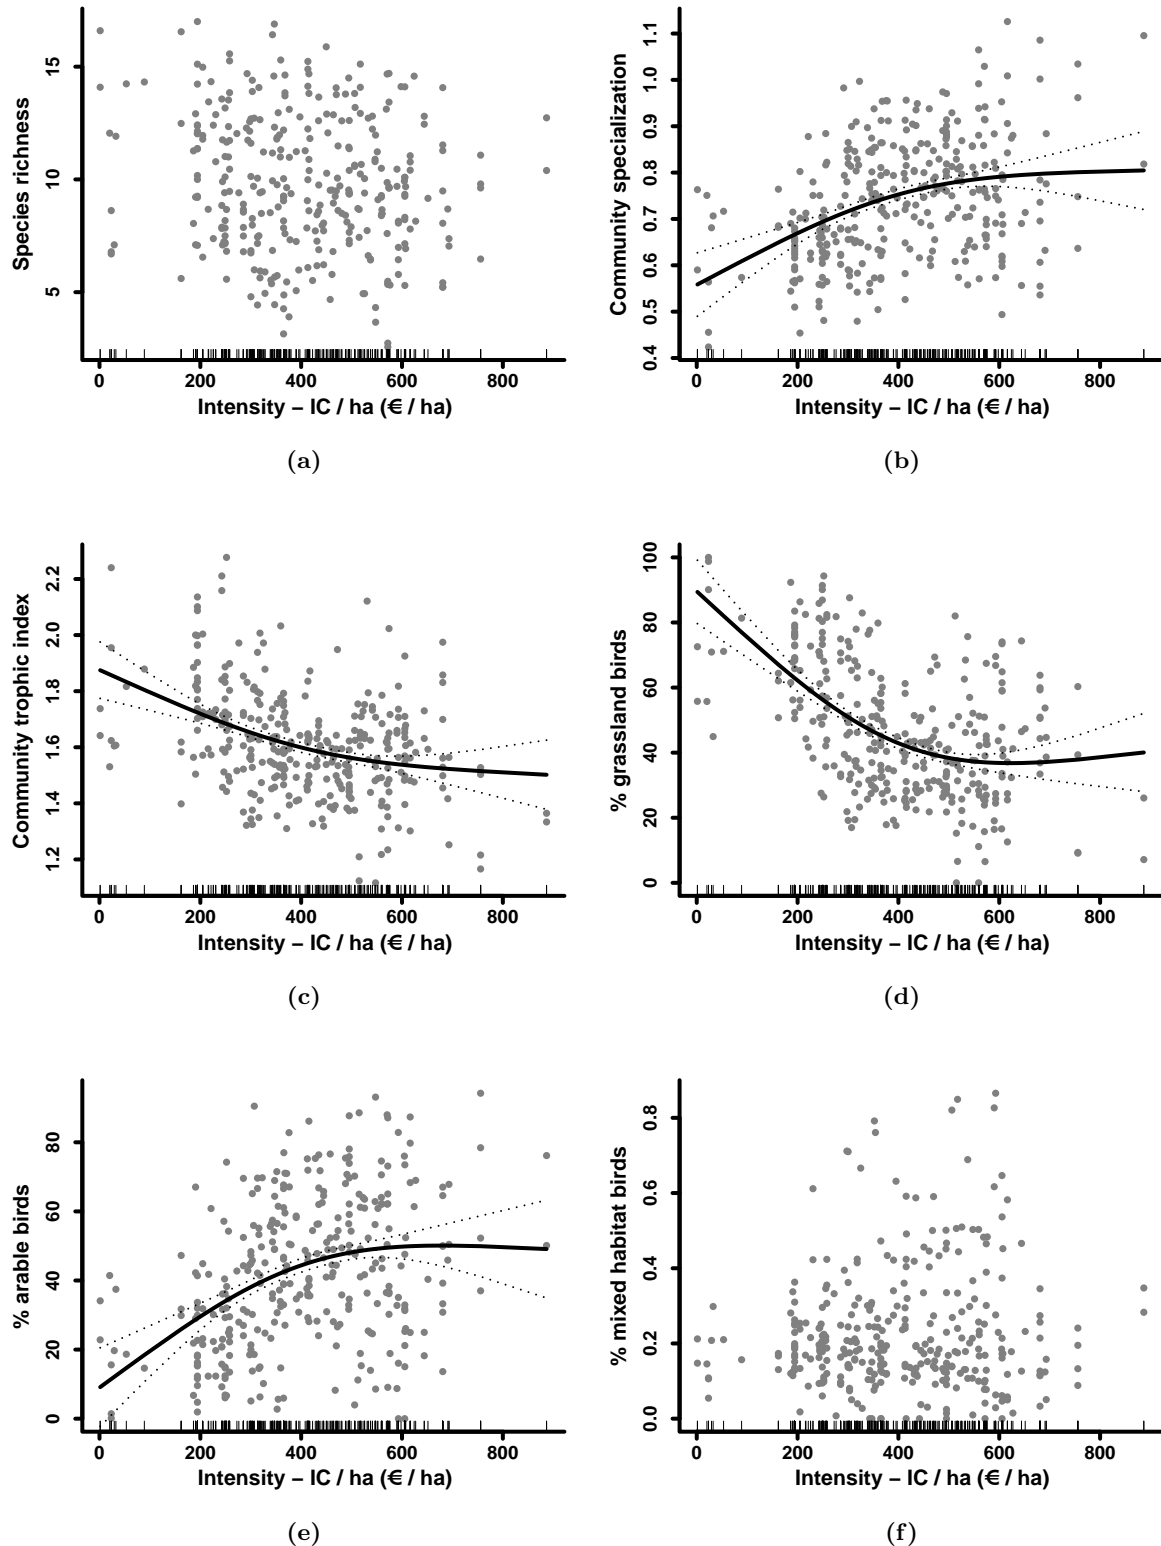 Species richness
5 10 15
0 200 400 600 800
Intensity – IC / ha (€ / ha)
(a)
Community specialization
0.4 0.5 0.6 0.7 0.8 0.9 1.0 1.1
0 200 400 600 800
Intensity – IC / ha (€ / ha)
(b)
Community trophic index
1.2 1.4 1.6 1.8 2.0 2.2
0 200 400 600 800
Intensity – IC / ha (€ / ha)
(c)
% grassland birds
0 20 40 60 80 100
0 200 400 600 800
Intensity – IC / ha (€ / ha)
(d)
% arable birds
0 20 40 60 80
0 200 400 600 800
Intensity – IC / ha (€ / ha)
(e)
% mixed habitat birds
0.0 0.2 0.4 0.6 0.8
0 200 400 600 800
Intensity – IC / ha (€ / ha)
(f)